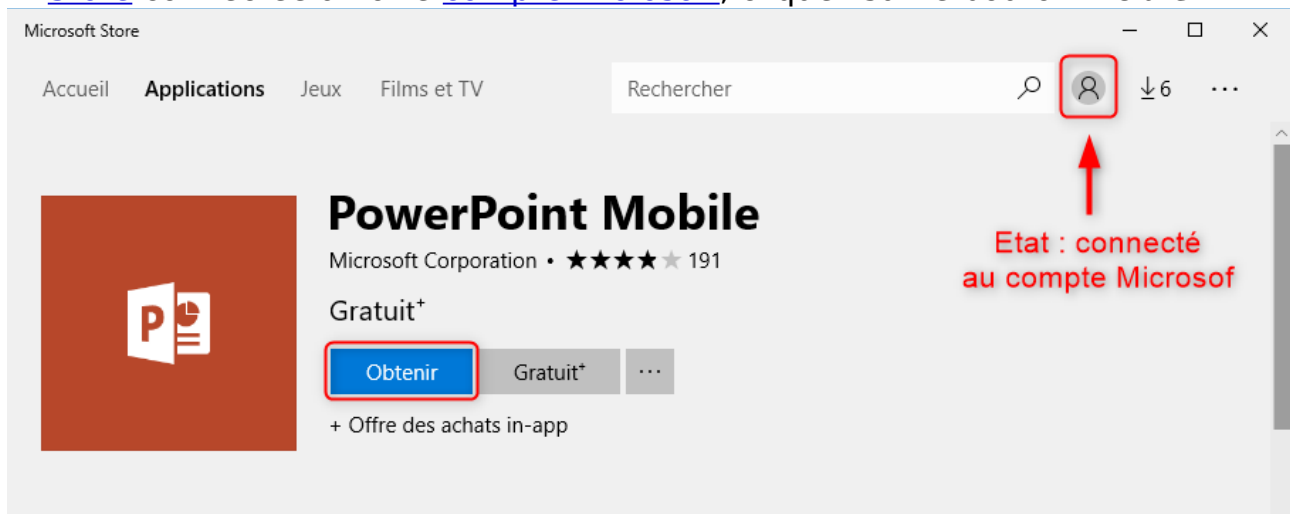 Microsoft Store
Accueil Applications Jeux Films et TV Rechercher 6 ...
PowerPoint Mobile
Microsoft Corporation • ★★★★★ 191
Etat : connecté
au compte Microsof
Gratuit⁺
P
Obtenir Gratuit⁺ ...
+ Offre des achats in-app